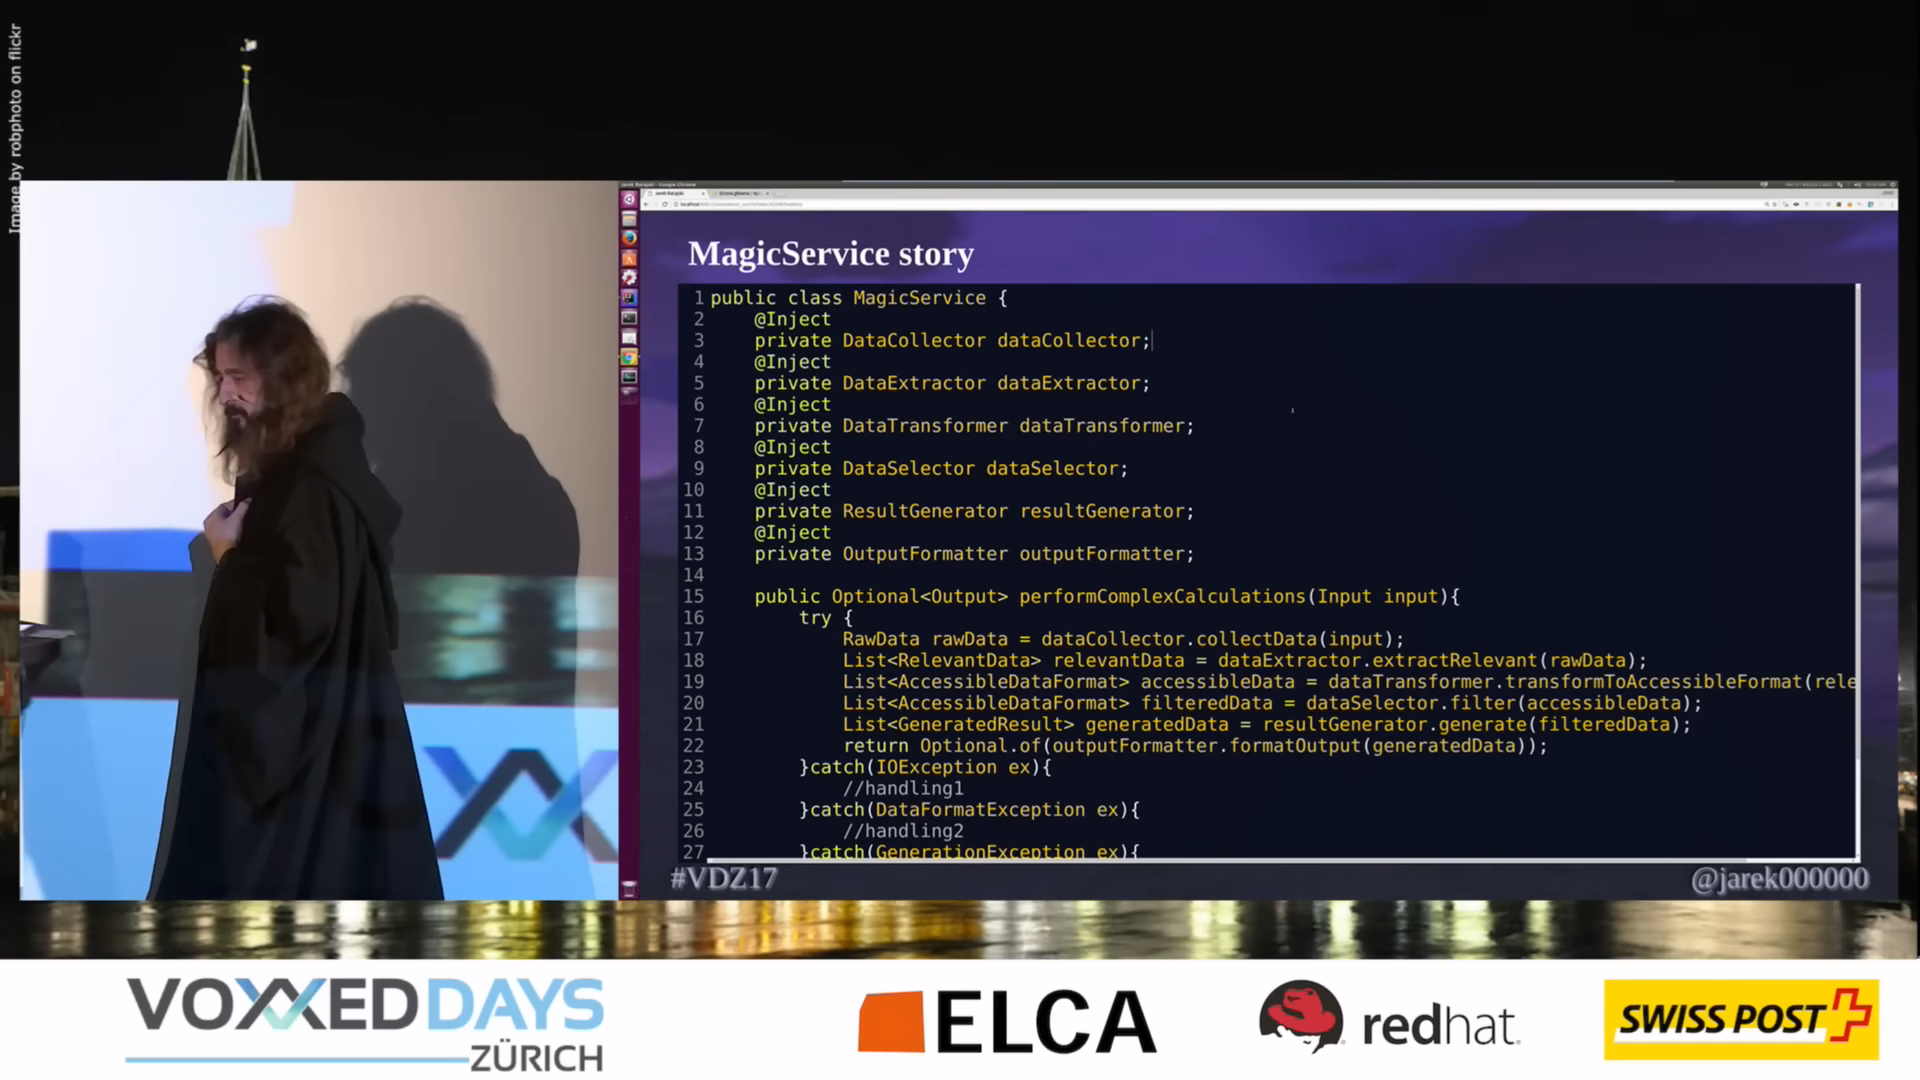 Image by robphoto on flickr
MagicService story
1 public class MagicService {
2 @Inject
3 private DataCollector dataCollector;
4 @Inject
5 private DataExtractor dataExtractor;
6 @Inject
7 private DataTransformer dataTransformer;
8 @Inject
9 private DataSelector dataSelector;
10 @Inject
11 private ResultGenerator resultGenerator;
12 @Inject
13 private OutputFormatter outputFormatter;
14
15 public Optional<Output> performComplexCalculations(Input input){
16 try {
17 RawData rawData = dataCollector.collectData(input);
18 List<RelevantData> relevantData = dataExtractor.extractRelevant(rawData);
19 List<AccessibleDataFormat> accessibleData = dataTransformer.transformToAccessibleFormat(rele
20 List<AccessibleDataFormat> filteredData = dataSelector.filter(accessibleData);
21 List<GeneratedResult> generatedData = resultGenerator.generate(filteredData);
22 return Optional.of(outputFormatter.formatOutput(generatedData));
23 }catch(IOException ex){
24 //handling1
25 }catch(DataFormatException ex){
26 //handling2
27 }catch(GenerationException ex){
#VDZ17
@jarek000000
VOXXED DAYS
ZÜRICH
ELCA
redhat.
SWISS POST